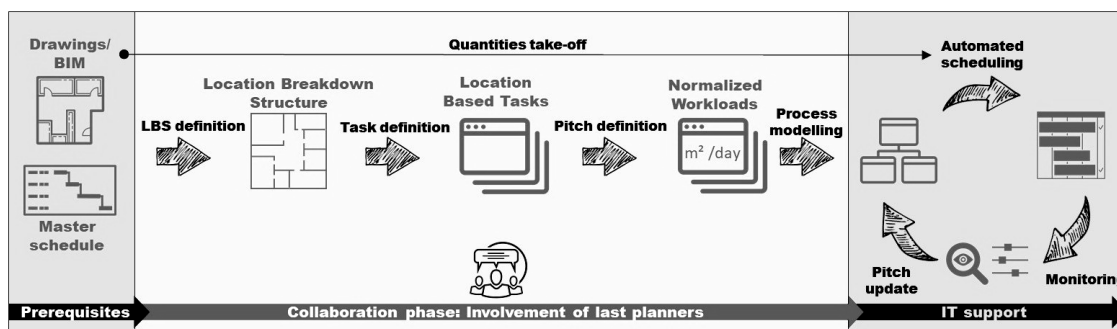 Drawings/
BIM
Quantities take-off
Automated
scheduling
Location Breakdown
Structure
Location
Based Tasks
Normalized
Workloads
LBS definition
Task definition
Pitch definition
Process
modelling
m² /day
Master
schedule
Pitch
update
Monitoring
Prerequisites
Collaboration phase: Involvement of last planners
IT support